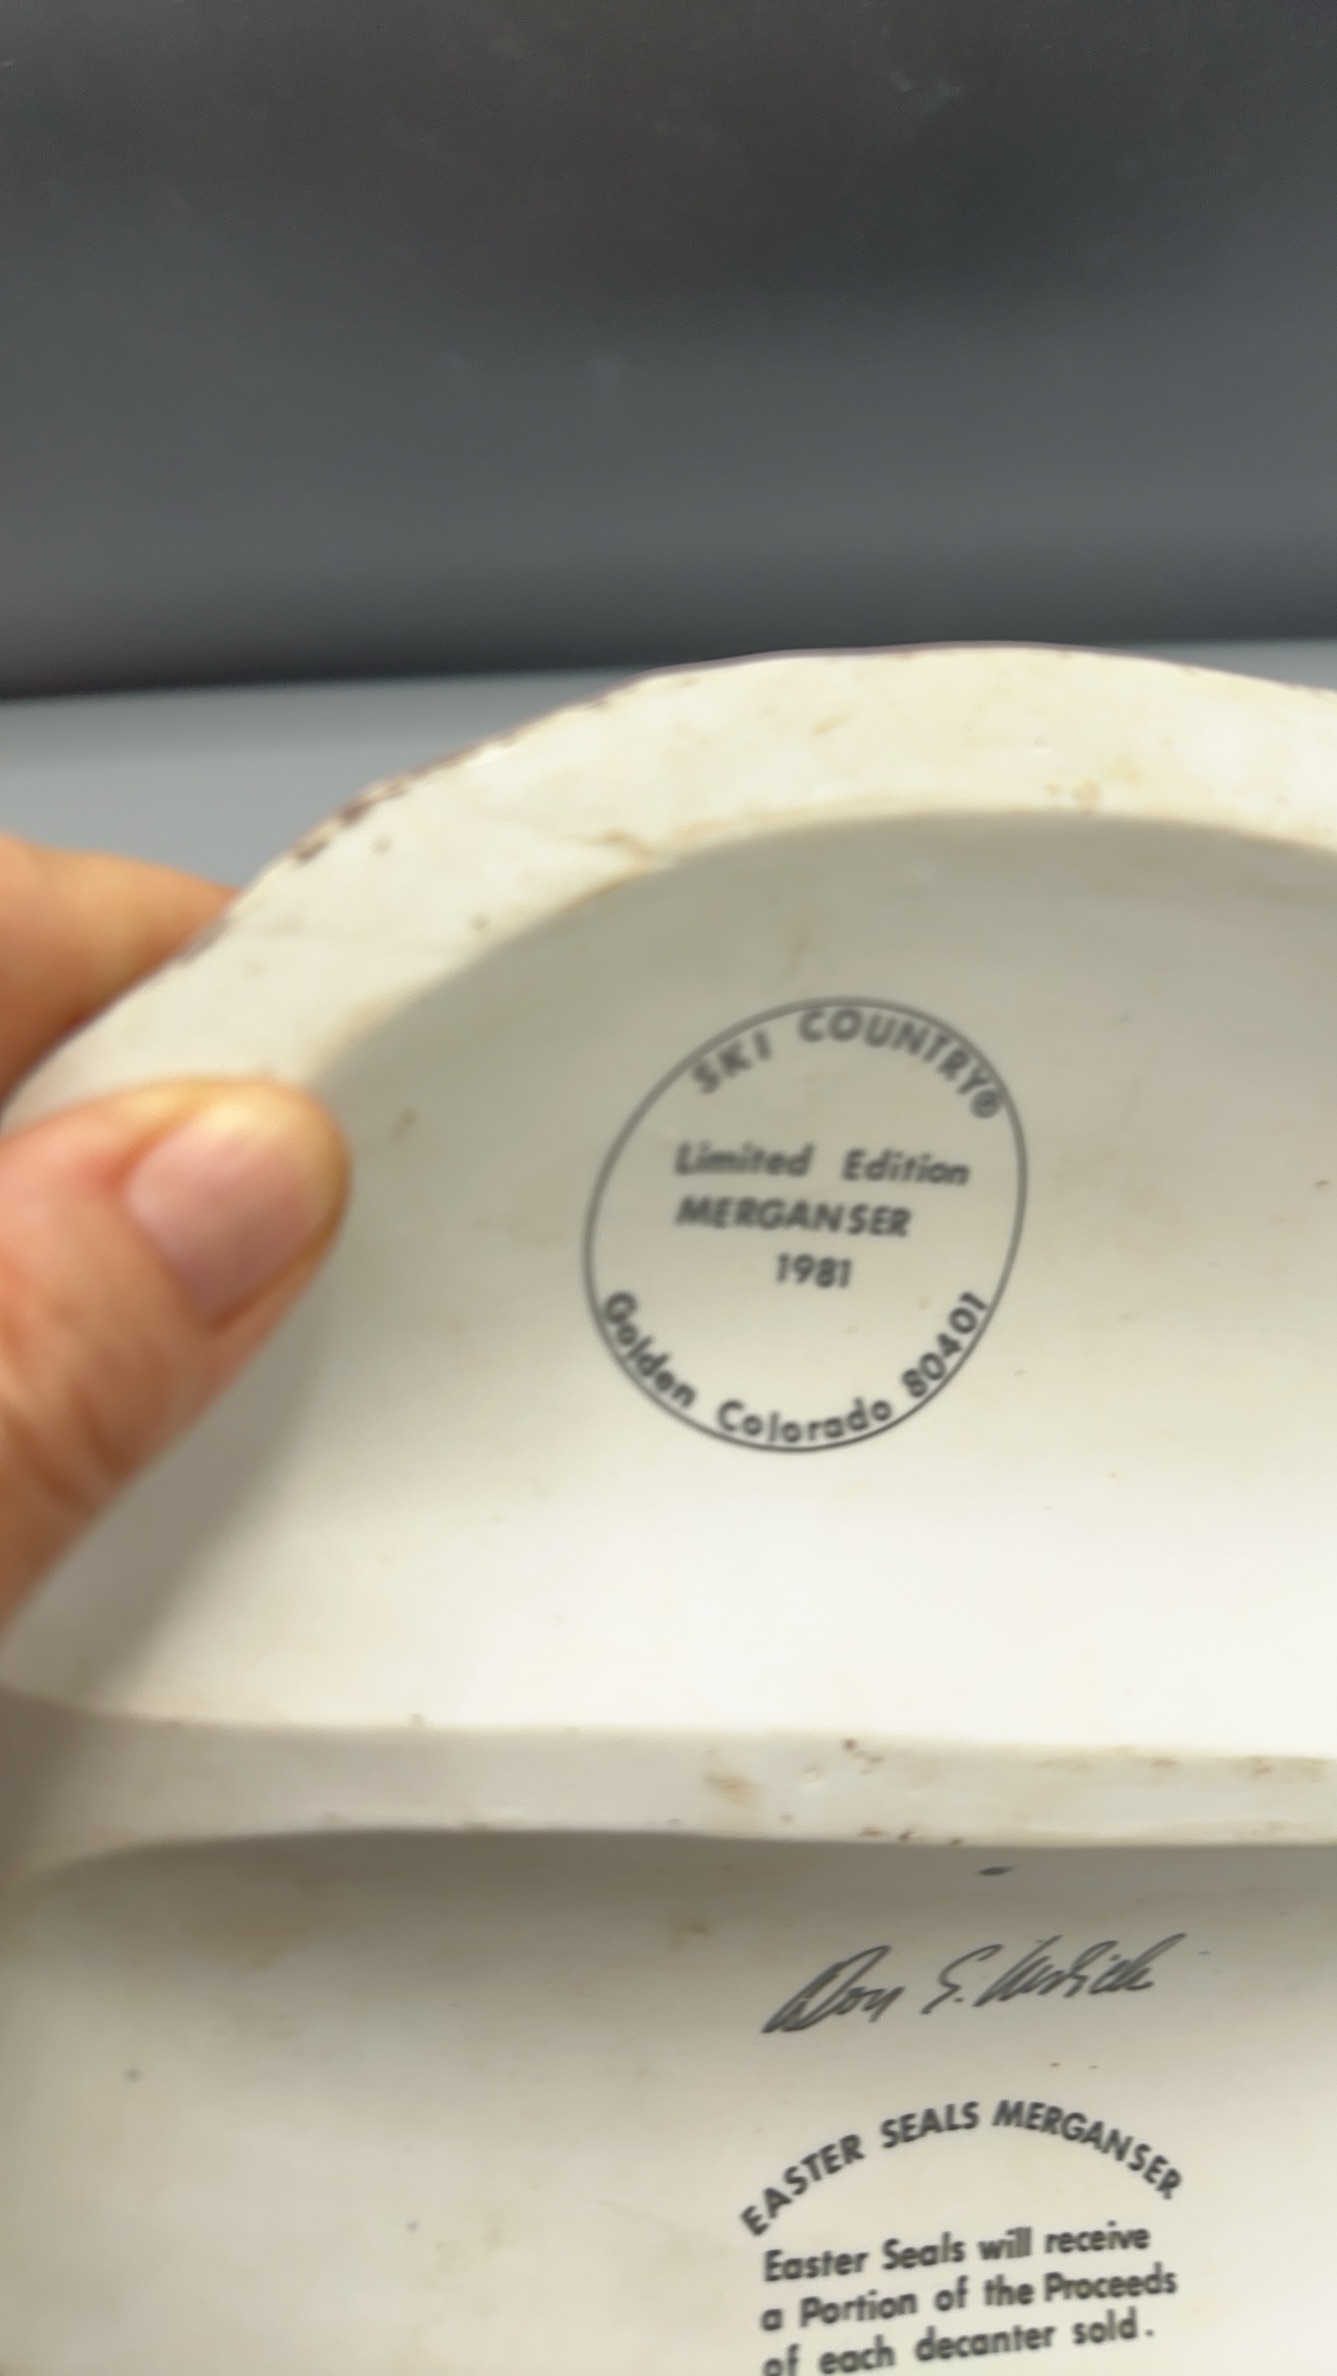 SKI COUNTRY®
Limited Edition
MERGANSER
1981
Golden Colorado 80401
EASTER SEALS MERGANSER
Easter Seals will receive
a Portion of the Proceeds
of each decanter sold.